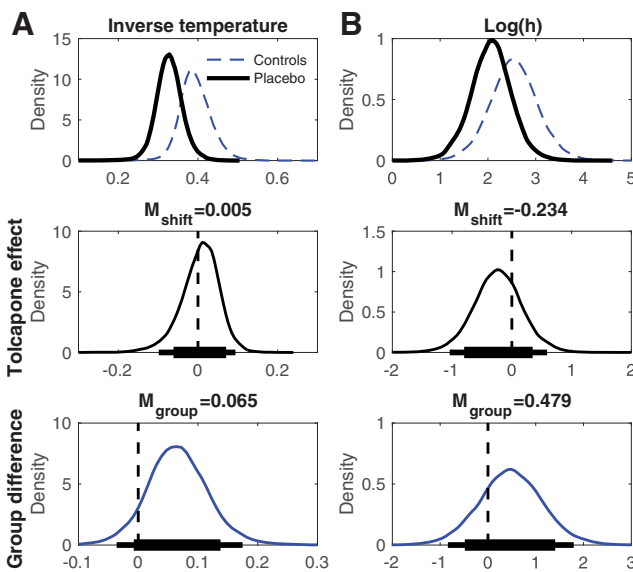 A
Inverse temperature
15
10
5
0
Density
Controls
Placebo
0.2
0.4
0.6
B
Log(h)
1
0.5
0
Density
0
1
2
3
4
5
Tolcapone effect
M_shift=0.005
10
5
0
Density
-0.2
0
0.2
M_shift=-0.234
1.5
1
0.5
0
Density
-2
-1
0
1
2
Group difference
M_group=0.065
10
5
0
Density
-0.1
0
0.1
0.2
0.3
M_group=0.479
1
0.5
0
Density
-2
-1
0
1
2
3